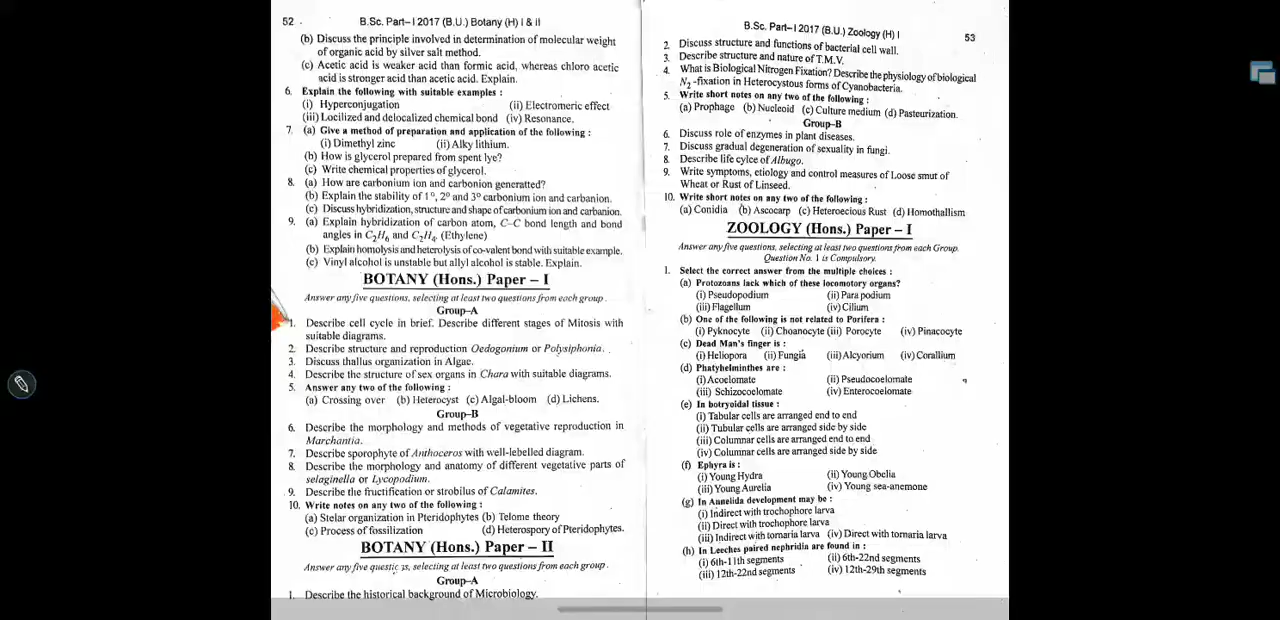 52
B.Sc. Part–I 2017 (B.U.) Botany (H) I & II
(b) Discuss the principle involved in determination of molecular weight
of organic acid by silver salt method.
(c) Acetic acid is weaker acid than formic acid, whereas chloro acetic
acid is stronger acid than acetic acid. Explain.
6. Explain the following with suitable examples :
(i) Hyperconjugation (ii) Electromeric effect
(iii) Locilized and delocalized chemical bond (iv) Resonance.
7. (a) Give a method of preparation and application of the following :
(i) Dimethyl zinc (ii) Alky lithium.
(b) How is glycerol prepared from spent lye?
(c) Write chemical properties of glycerol.
8. (a) How are carbonium ion and carbonion generatted?
(b) Explain the stability of 1°, 2° and 3° carbonium ion and carbanion.
(c) Discuss hybridization, structure and shape of carbonium ion and carbanion.
9. (a) Explain hybridization of carbon atom, C–C bond length and bond
angles in C2H6 and C2H4. (Ethylene)
(b) Explain homolysis and heterolysis of co-valent bond with suitable example.
(c) Vinyl alcohol is unstable but allyl alcohol is stable. Explain.
BOTANY (Hons.) Paper – I
Answer any five questions, selecting at least two questions from each group.
Group–A
1. Describe cell cycle in brief. Describe different stages of Mitosis with
suitable diagrams.
2. Describe structure and reproduction Oedogonium or Polysiphonia.
3. Discuss thallus organization in Algae.
4. Describe the structure of sex organs in Chara with suitable diagrams.
5. Answer any two of the following :
(a) Crossing over (b) Heterocyst (c) Algal-bloom (d) Lichens.
Group–B
6. Describe the morphology and methods of vegetative reproduction in
Marchantia.
7. Describe sporophyte of Anthoceros with well-lebelled diagram.
8. Describe the morphology and anatomy of different vegetative parts of
selaginella or Lycopodium.
9. Describe the fructification or strobilus of Calamites.
10. Write notes on any two of the following :
(a) Stelar organization in Pteridophytes (b) Telome theory
(c) Process of fossilization (d) Heterospory of Pteridophytes.
BOTANY (Hons.) Paper – II
Answer any five selecting at least two questions from each group.
Group–A
1. Describe the historical background of Microbiology.
B.Sc. Part–I 2017 (B.U.) Zoology (H) I
53
2. Discuss structure and functions of bacterial cell wall.
3. Describe structure and nature of T.M.V.
4. What is Biological Nitrogen Fixation? Describe the physiology of biological
N2-fixation in Heterocystous forms of Cyanobacteria.
5. Write short notes on any two of the following :
(a) Prophage (b) Nucleoid (c) Culture medium (d) Pasteurization.
Group–B
6. Discuss role of enzymes in plant diseases.
7. Discuss gradual degeneration of sexuality in fungi.
8. Describe life cylce of Albugo.
9. Write symptoms, etiology and control measures of Loose smut of
Wheat or Rust of Linseed.
10. Write short notes on any two of the following :
(a) Conidia (b) Ascocarp (c) Heteroecious Rust (d) Homothallism
ZOOLOGY (Hons.) Paper – I
Answer any five questions, selecting at least two questions from each Group.
Question No. 1 is Compulsory.
1. Select the correct answer from the multiple choices :
(a) Protozoans lack which of these locomotory organs?
(i) Pseudopodium (ii) Para podium
(iii) Flagellum (iv) Cilium
(b) One of the following is not related to Porifera :
(i) Pyknocyte (ii) Choanocyte (iii) Porocyte (iv) Pinacocyte
(c) Dead Man's finger is :
(i) Heliopora (ii) Fungia (iii) Alcyorium (iv) Corallium
(d) Phatyhelminthes are :
(i) Acoelomate (ii) Pseudocoelomate
(iii) Schizocoelomate (iv) Enterocoelomate
(e) In botryoidal tissue :
(i) Tabular cells are arranged end to end
(ii) Tubular cells are arranged side by side
(iii) Columnar cells are arranged end to end
(iv) Columnar cells are arranged side by side
(f) Ephyra is :
(i) Young Hydra (ii) Young Obelia
(iii) Young Aurelia (iv) Young sea-anemone
(g) In Annelida development may be :
(i) Indirect with trochophore larva
(ii) Direct with trochophore larva
(iii) Indirect with tornaria larva (iv) Direct with tornaria larva
(h) In Leeches paired nephridia are found in :
(i) 6th-11th segments (ii) 6th-22nd segments
(iii) 12th-22nd segments (iv) 12th-29th segments